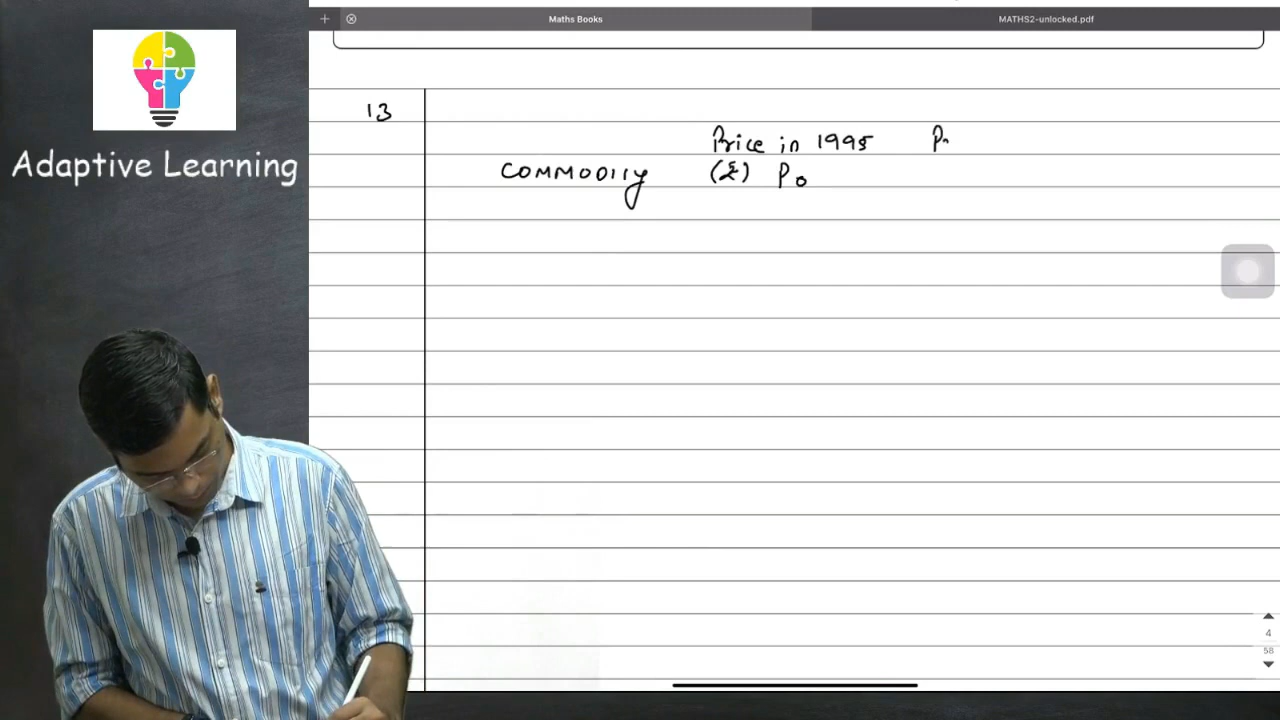 Maths Books
MATHS2-unlocked.pdf
Adaptive Learning
13
Price in 1995
COMMODITY (₹) P0
4
58